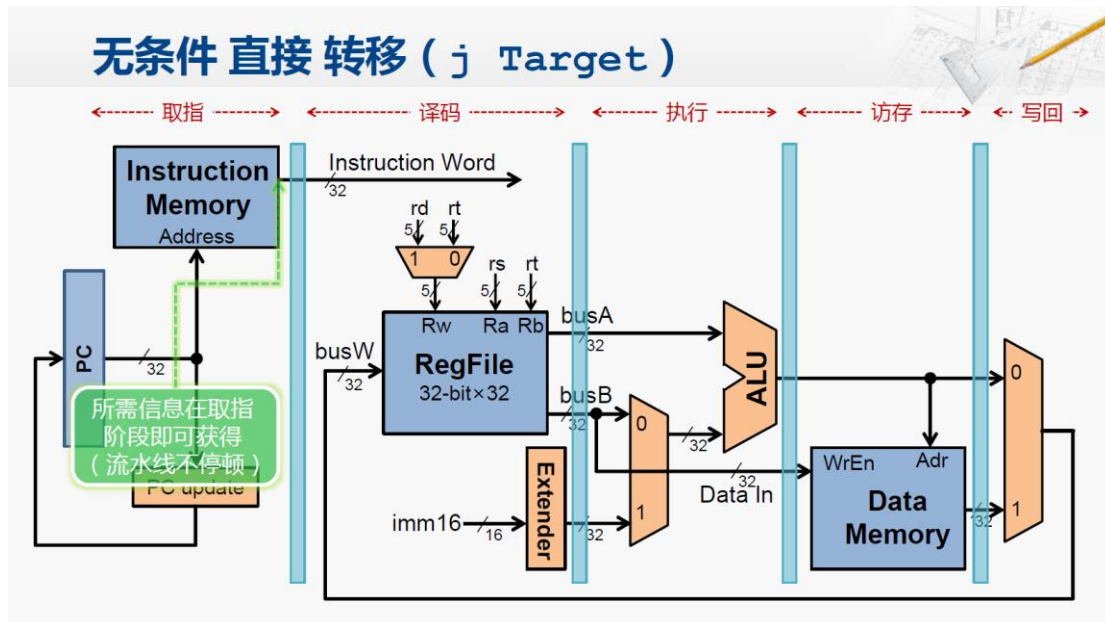 无条件 直接 转移 ( j Target )
取指 译码 执行 访存 写回
Instruction
Memory
Address
Instruction Word
32
rd rt
5 5
1 0
rs rt
5 5 5
Rw Ra Rb
RegFile
32-bit×32
busW
32
busA
32
busB
32
PC
32
所需信息在取指
阶段即可获得
（流水线不停顿）
PC update
imm16
16
Extender
32
0
1
32
ALU
32
Data In
WrEn Adr
Data
Memory
32
0
1